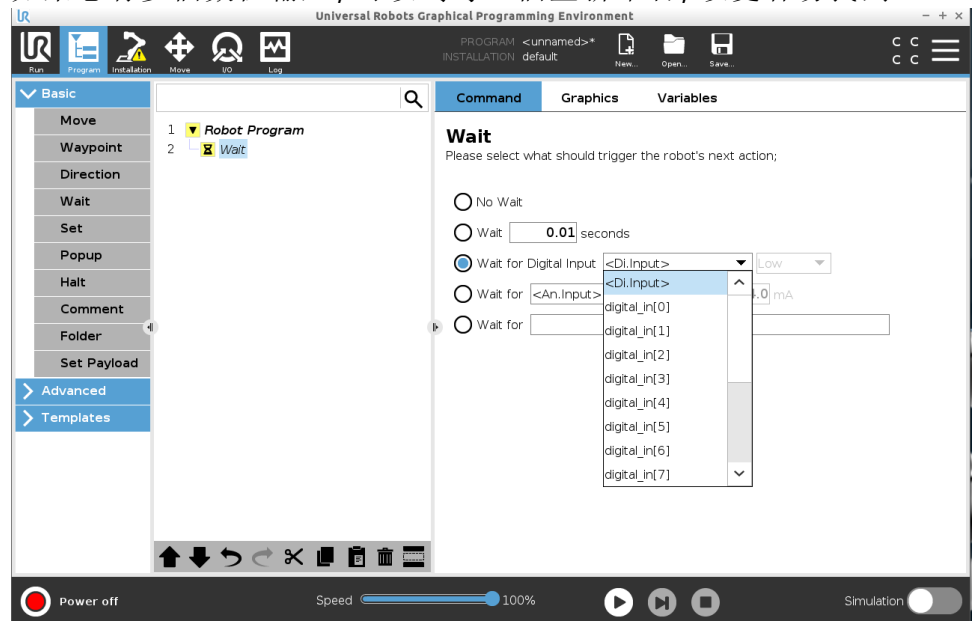 Universal Robots Graphical Programming Environment
PROGRAM <unnamed>*
INSTALLATION default
New... Open... Save...
Run Program Installation Move I/O Log
C C
C C
Basic
Move
Waypoint
Direction
Wait
Set
Popup
Halt
Comment
Folder
Set Payload
Advanced
Templates
1 Robot Program
2 Wait
Command Graphics Variables
Wait
Please select what should trigger the robot's next action;
No Wait
Wait 0.01 seconds
Wait for Digital Input <Di.Input> Low
Wait for <An.Input> .0 mA
Wait for
<Di.Input>
digital_in[0]
digital_in[1]
digital_in[2]
digital_in[3]
digital_in[4]
digital_in[5]
digital_in[6]
digital_in[7]
Power off
Speed 100%
Simulation